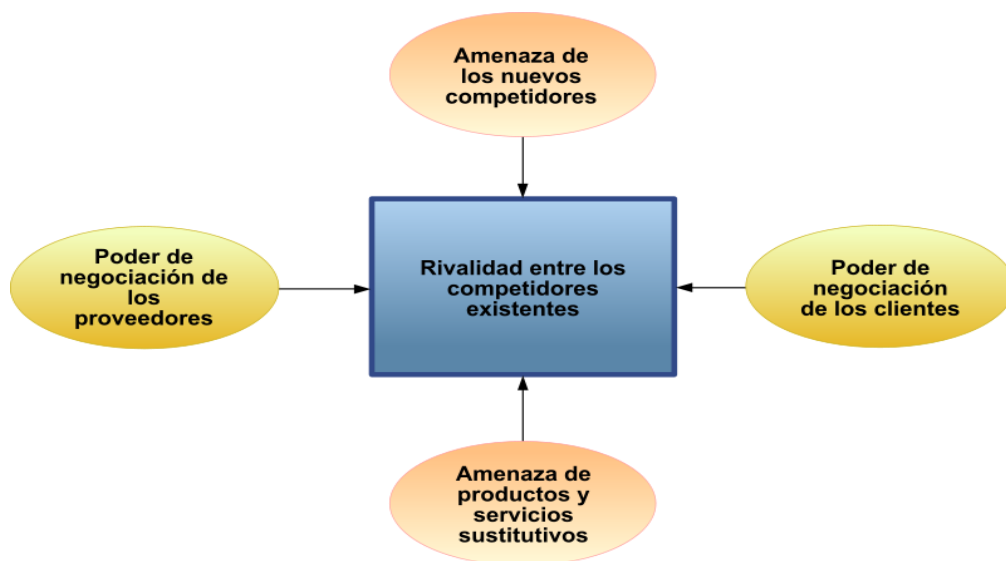 Amenaza de
los nuevos
competidores
Poder de
negociación de
los
proveedores
Rivalidad entre los
competidores
existentes
Poder de
negociación
de los clientes
Amenaza de
productos y
servicios
sustitutivos